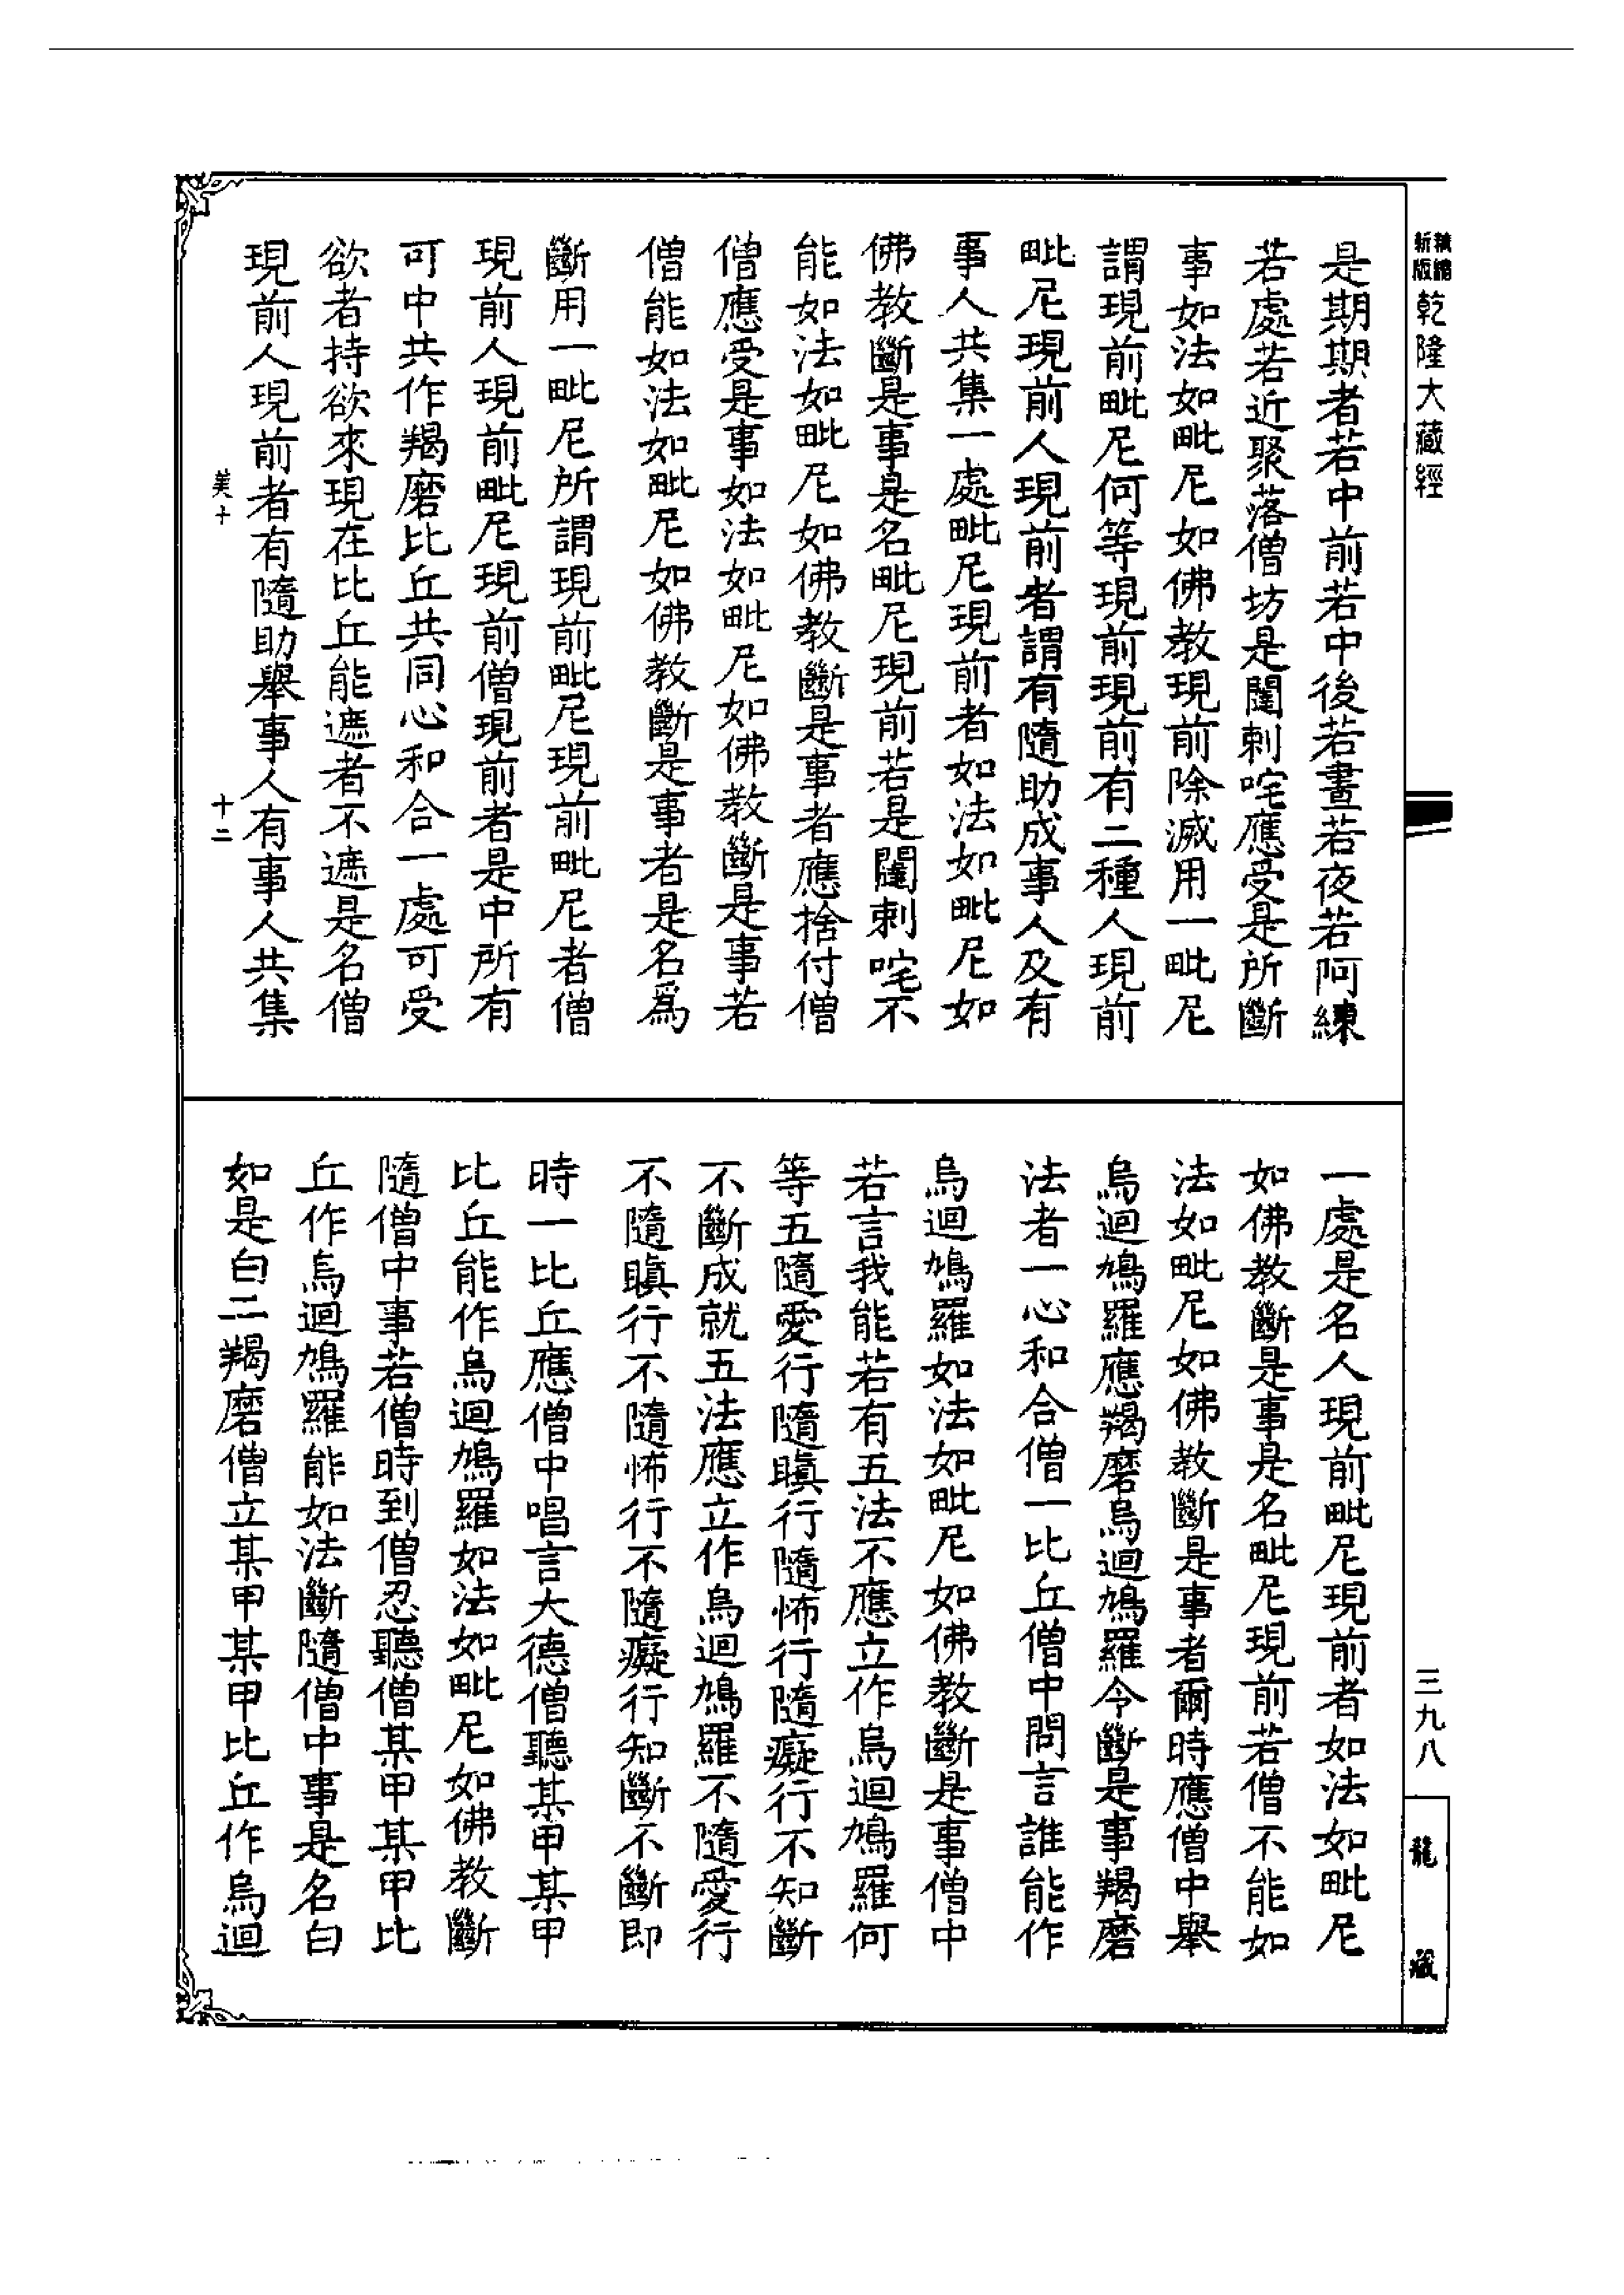 新版精縮乾隆大藏經
三九八
龍藏
是期期者若中前若中後若晝若夜若阿練
若處若近聚落僧坊是闥剌咤應受是所斷
事如法如毗尼如佛教現前除滅用一毗尼
謂現前毗尼何等現前現前有二種人現前
毗尼現前人現前者謂有隨助成事人及有
事人共集一處毗尼現前者如法如毗尼如
佛教斷是事是名毗尼現前若是闥剌咤不
能如法如毗尼如佛教斷是事者應捨付僧
僧應受是事如法如毗尼如佛教斷是事若
僧能如法如毗尼如佛教斷是事者是名為
斷用一毗尼所謂現前毗尼現前毗尼者僧
現前人現前毗尼現前僧現前者是中所有
可中共作羯磨比丘共同心和合一處可受
欲者持欲來現在比丘能遮者不遮是名僧
現前人現前者有隨助舉事人有事人共集
美十
十二
一處是名人現前毗尼現前者如法如毗尼
如佛教斷是事是名毗尼現前若僧不能如
法如毗尼如佛教斷是事者爾時應僧中舉
烏迴鳩羅應羯磨烏迴鳩羅令斷是事羯磨
法者一心和合僧一比丘僧中問言誰能作
烏迴鳩羅如法如毗尼如佛教斷是事僧中
若言我能若有五法不應立作烏迴鳩羅何
等五隨愛行隨瞋行隨怖行隨癡行不知斷
不斷成就五法應立作烏迴鳩羅不隨愛行
不隨瞋行不隨怖行不隨癡行知斷不斷即
時一比丘應僧中唱言大德僧聽某甲某甲
比丘能作烏迴鳩羅如法如毗尼如佛教斷
隨僧中事若僧時到僧忍聽僧某甲某甲比
丘作烏迴鳩羅能如法斷隨僧中事是名白
如是白二羯磨僧立某甲某甲比丘作烏迴